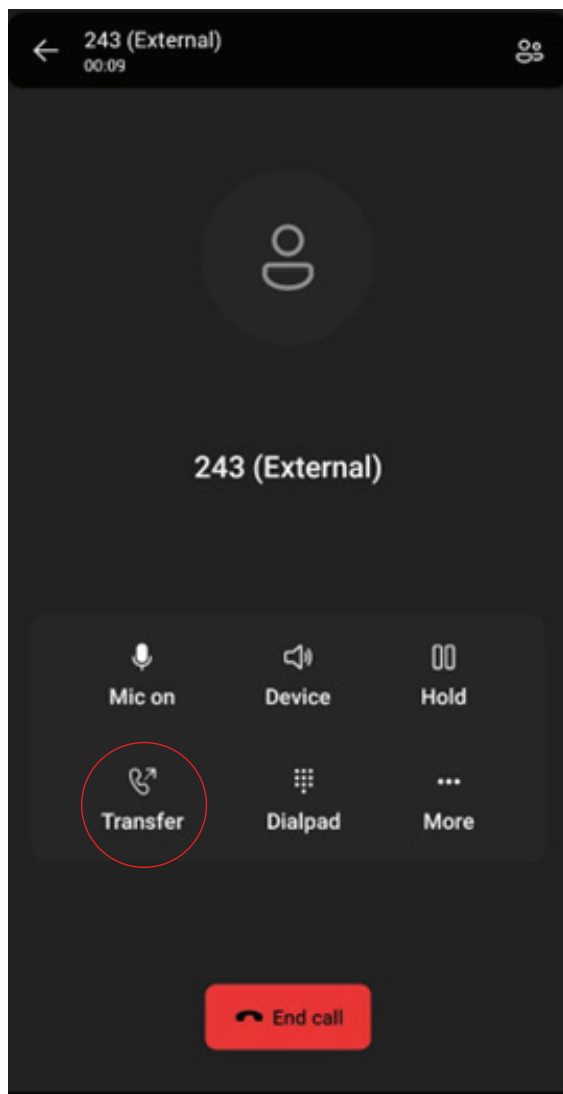 243 (External)
00:09
243 (External)
Mic on Device Hold
Transfer Dialpad More
End call